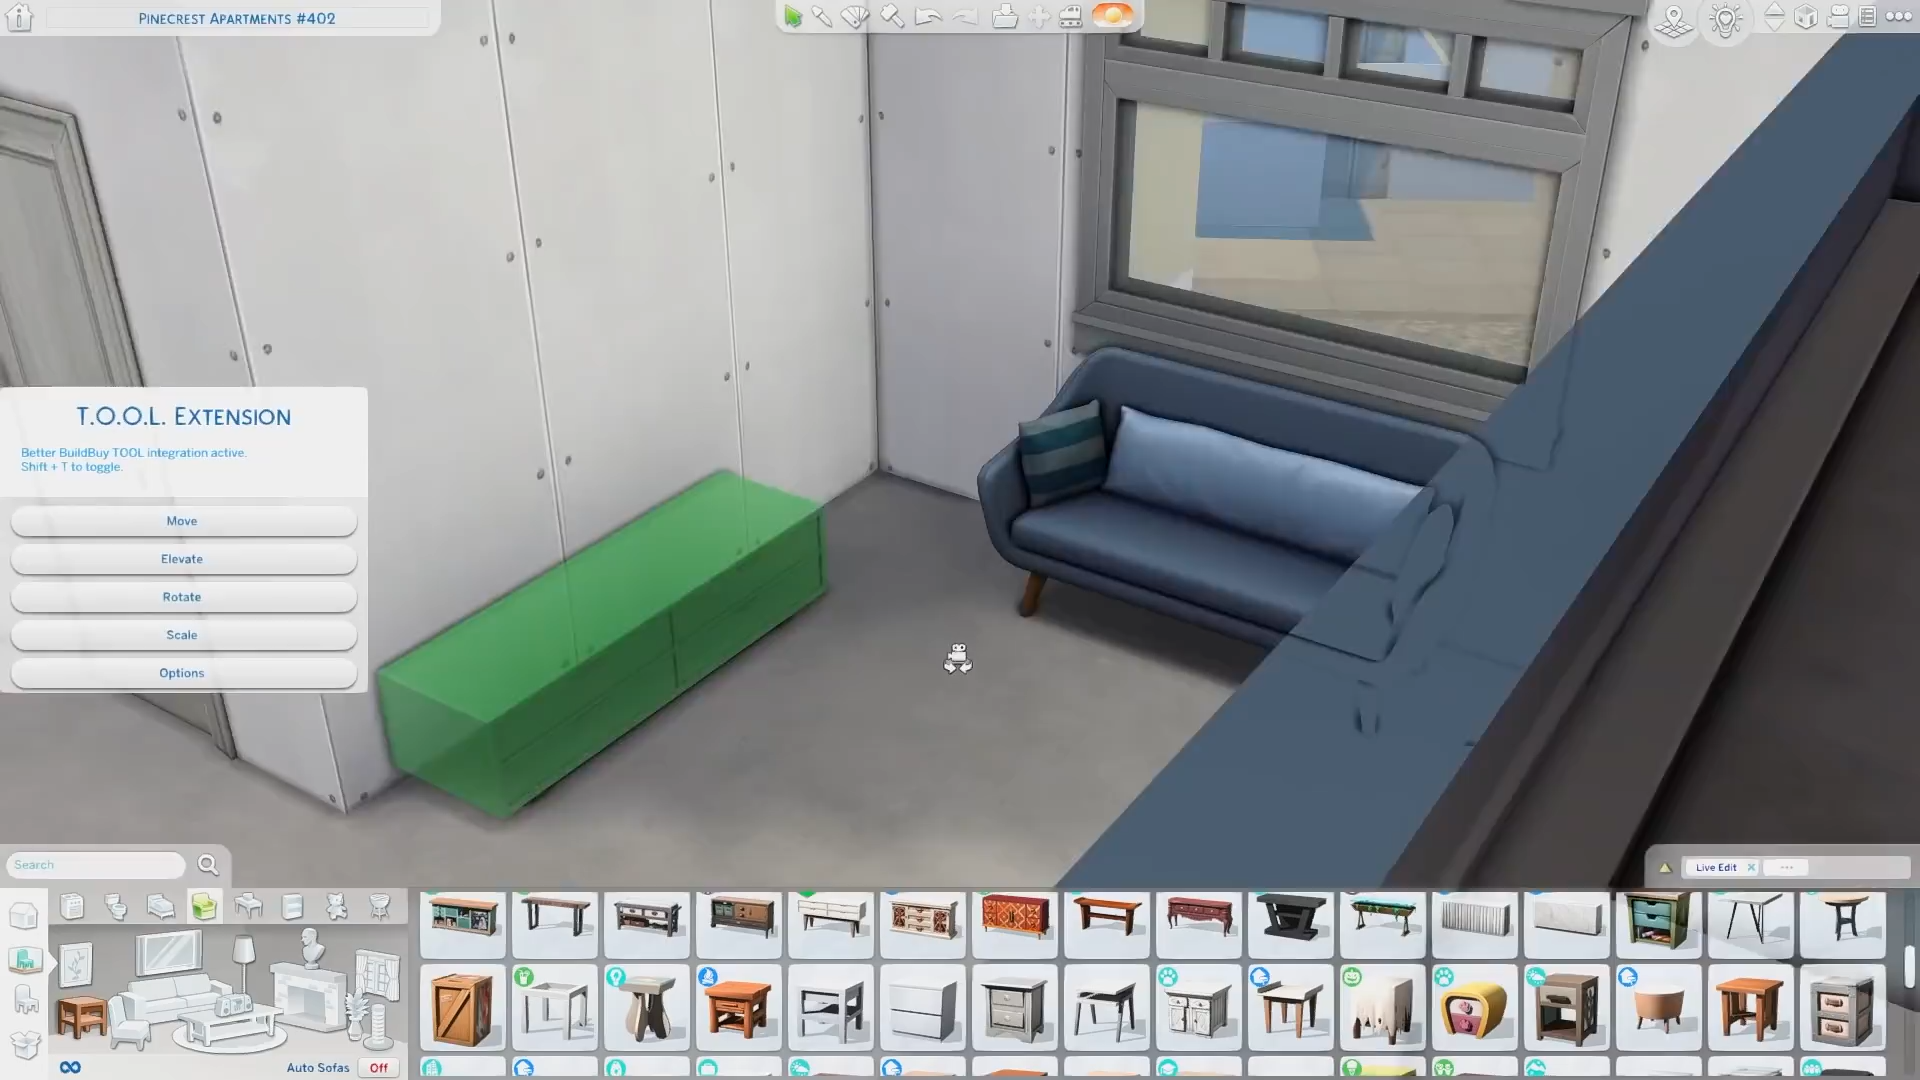 PINECREST APARTMENTS #402
T.O.O.L. EXTENSION
Better BuildBuy TOOL integration active.
Shift + T to toggle.
Move
Elevate
Rotate
Scale
Options
Search
Live Edit
Auto Sofas Off